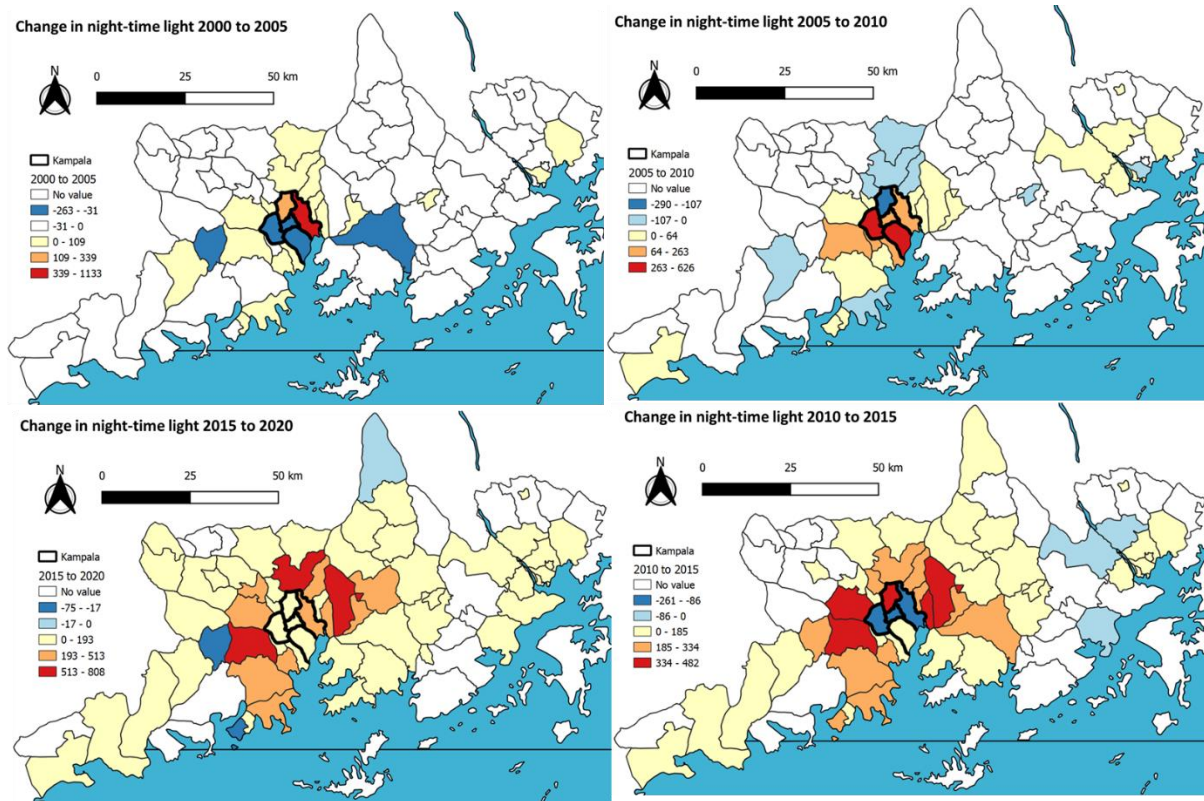 Change in night-time light 2000 to 2005
N
0 25 50 km
Kampala
2000 to 2005
No value
-263 - -31
-31 - 0
0 - 109
109 - 339
339 - 1133
Change in night-time light 2005 to 2010
N
0 25 50 km
Kampala
2005 to 2010
No value
-290 - -107
-107 - 0
0 - 64
64 - 263
263 - 626
Change in night-time light 2015 to 2020
N
0 25 50 km
Kampala
2015 to 2020
No value
-75 - -17
-17 - 0
0 - 193
193 - 513
513 - 808
Change in night-time light 2010 to 2015
N
0 25 50 km
Kampala
2010 to 2015
No value
-261 - -86
-86 - 0
0 - 185
185 - 334
334 - 482